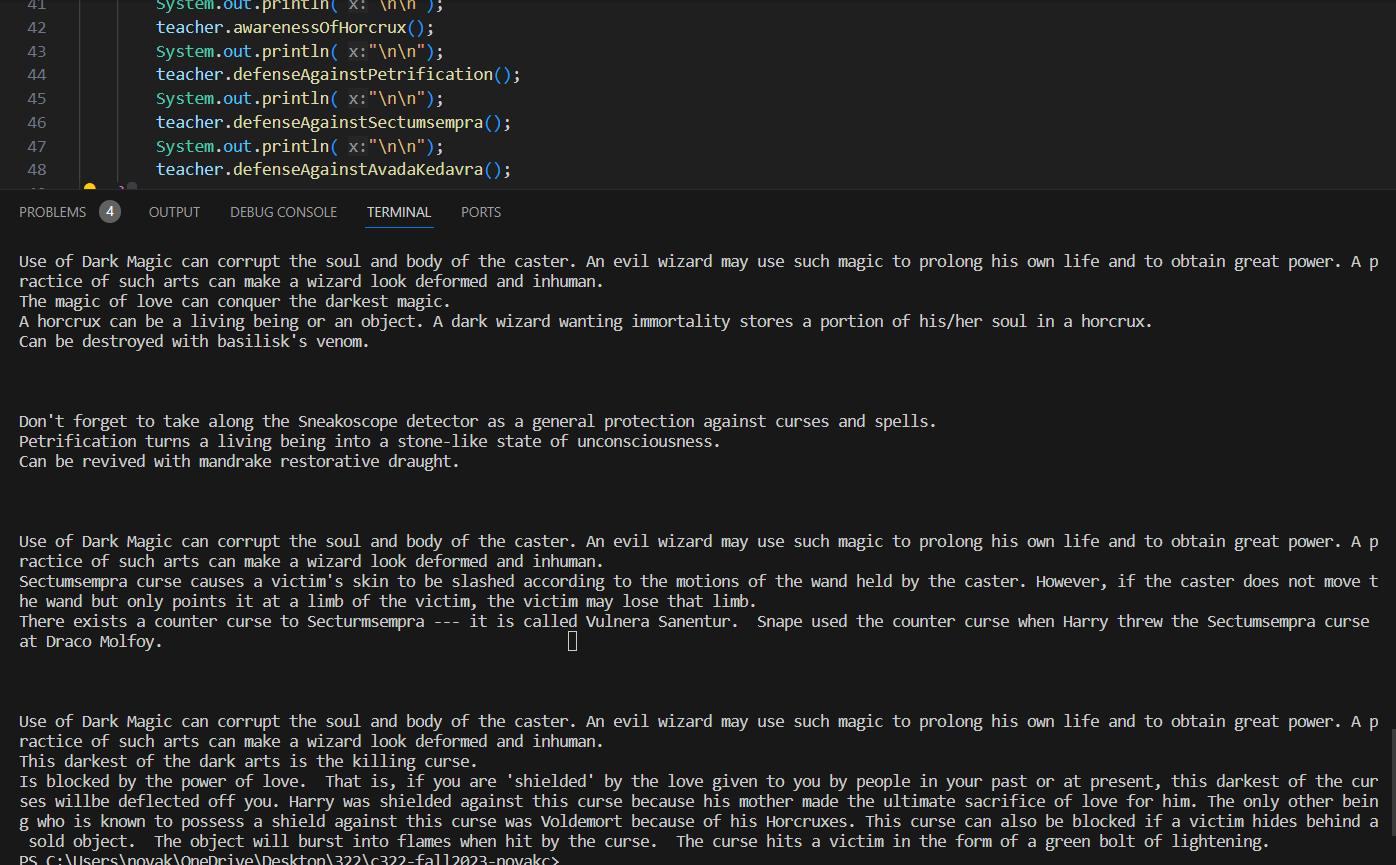 41 System.out.println( x:"\n\n");
42 teacher.awarenessOfHorcrux();
43 System.out.println( x:"\n\n");
44 teacher.defenseAgainstPetrification();
45 System.out.println( x:"\n\n");
46 teacher.defenseAgainstSectumsempra();
47 System.out.println( x:"\n\n");
48 teacher.defenseAgainstAvadaKedavra();
PROBLEMS 4 OUTPUT DEBUG CONSOLE TERMINAL PORTS
Use of Dark Magic can corrupt the soul and body of the caster. An evil wizard may use such magic to prolong his own life and to obtain great power. A p
ractice of such arts can make a wizard look deformed and inhuman.
The magic of love can conquer the darkest magic.
A horcrux can be a living being or an object. A dark wizard wanting immortality stores a portion of his/her soul in a horcrux.
Can be destroyed with basilisk's venom.
Don't forget to take along the Sneakoscope detector as a general protection against curses and spells.
Petrification turns a living being into a stone-like state of unconsciousness.
Can be revived with mandrake restorative draught.
Use of Dark Magic can corrupt the soul and body of the caster. An evil wizard may use such magic to prolong his own life and to obtain great power. A p
ractice of such arts can make a wizard look deformed and inhuman.
Sectumsempra curse causes a victim's skin to be slashed according to the motions of the wand held by the caster. However, if the caster does not move t
he wand but only points it at a limb of the victim, the victim may lose that limb.
There exists a counter curse to Secturmsempra --- it is called Vulnera Sanentur.  Snape used the counter curse when Harry threw the Sectumsempra curse
at Draco Molfoy.
Use of Dark Magic can corrupt the soul and body of the caster. An evil wizard may use such magic to prolong his own life and to obtain great power. A p
ractice of such arts can make a wizard look deformed and inhuman.
This darkest of the dark arts is the killing curse.
Is blocked by the power of love.  That is, if you are 'shielded' by the love given to you by people in your past or at present, this darkest of the cur
ses willbe deflected off you. Harry was shielded against this curse because his mother made the ultimate sacrifice of love for him. The only other bein
g who is known to possess a shield against this curse was Voldemort because of his Horcruxes. This curse can also be blocked if a victim hides behind a
 sold object.  The object will burst into flames when hit by the curse.  The curse hits a victim in the form of a green bolt of lightening.
PS C:\Users\novak\OneDrive\Desktop\322\c322-fall2023-novakc>